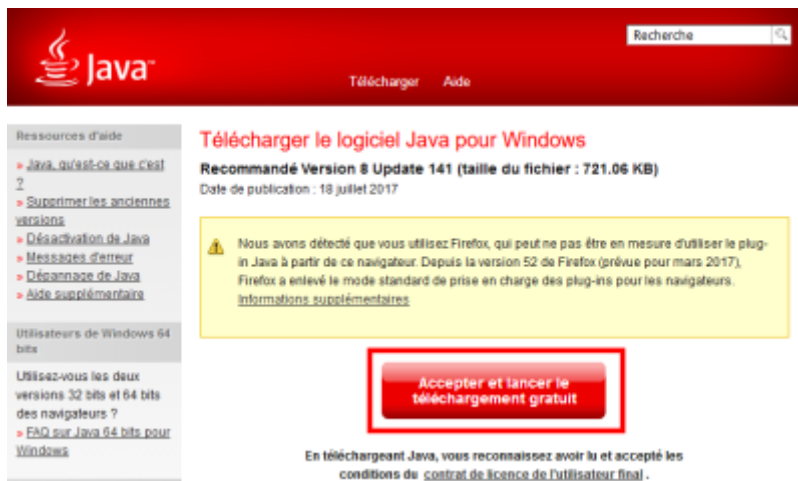 Java™
Recherche
Télécharger Aide
Ressources d'aide
» Java, qu'est-ce que c'est
?
» Supprimer les anciennes
versions
» Désactivation de Java
» Messages d'erreur
» Dépannage de Java
» Aide supplémentaire
Utilisateurs de Windows 64
bits
Utilisez-vous les deux
versions 32 bits et 64 bits
des navigateurs ?
» FAQ sur Java 64 bits pour
Windows
Télécharger le logiciel Java pour Windows
Recommandé Version 8 Update 141 (taille du fichier : 721.06 KB)
Date de publication : 18 juillet 2017
Nous avons détecté que vous utilisez Firefox, qui peut ne pas être en mesure d'utiliser le plug-
in Java à partir de ce navigateur. Depuis la version 52 de Firefox (prévue pour mars 2017),
Firefox a enlevé le mode standard de prise en charge des plug-ins pour les navigateurs.
Informations supplémentaires
Accepter et lancer le
téléchargement gratuit
En téléchargeant Java, vous reconnaissez avoir lu et accepté les
conditions du contrat de licence de l'utilisateur final .